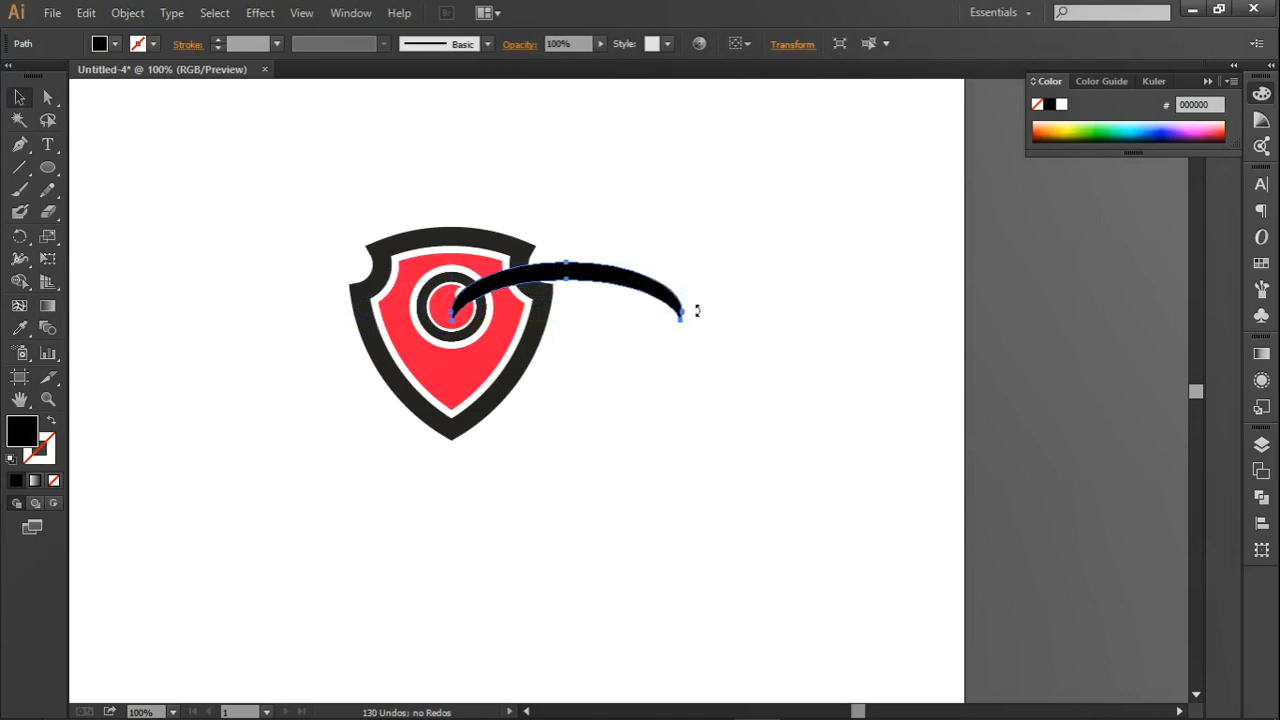 Ai File Edit Object Type Select Effect View Window Help Br Essentials
Path Stroke: Basic Opacity: 100% Style: Transform
Untitled-4* @ 100% (RGB/Preview) ×
Color Color Guide Kuler
# 000000
100% 1 130 Undos: no Redos